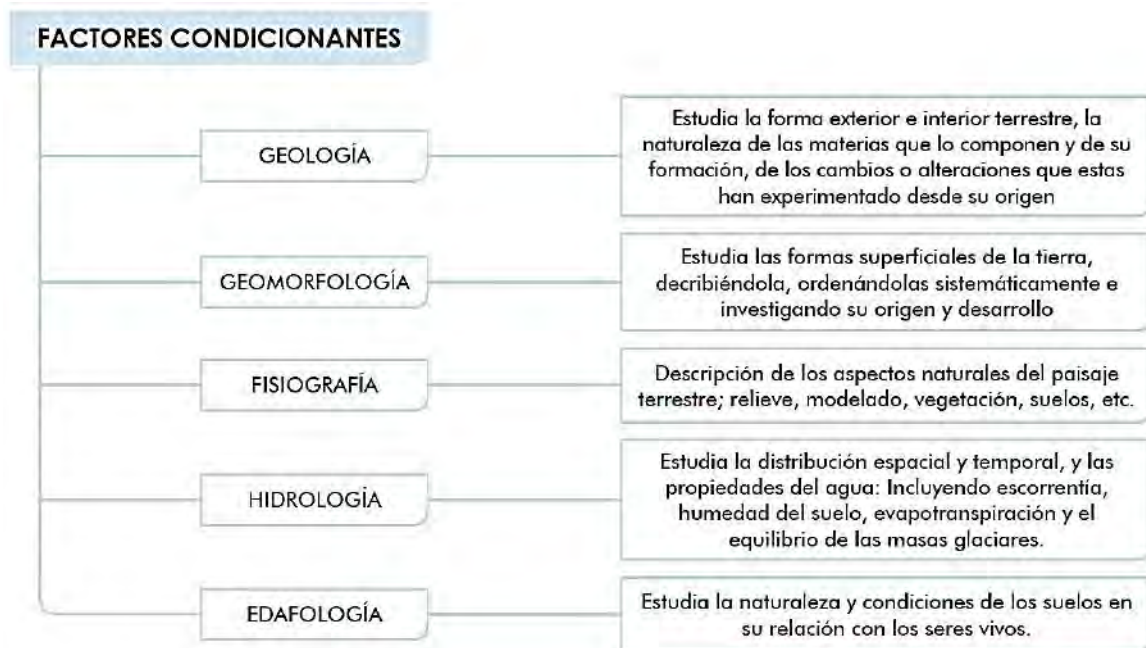 FACTORES CONDICIONANTES
GEOLOGÍA
Estudia la forma exterior e interior terrestre, la
naturaleza de las materias que lo componen y de su
formación, de los cambios o alteraciones que estas
han experimentado desde su origen
GEOMORFOLOGÍA
Estudia las formas superficiales de la tierra,
decribiéndola, ordenándolas sistemáticamente e
investigando su origen y desarrollo
FISIOGRAFÍA
Descripción de los aspectos naturales del paisaje
terrestre; relieve, modelado, vegetación, suelos, etc.
HIDROLOGÍA
Estudia la distribución espacial y temporal, y las
propiedades del agua: Incluyendo escorrentía,
humedad del suelo, evapotranspiración y el
equilibrio de las masas glaciares.
EDAFOLOGÍA
Estudia la naturaleza y condiciones de los suelos en
su relación con los seres vivos.